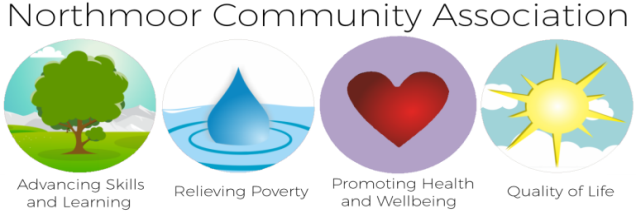 Northmoor Community Association
Advancing Skills
and Learning
Relieving Poverty
Promoting Health
and Wellbeing
Quality of Life